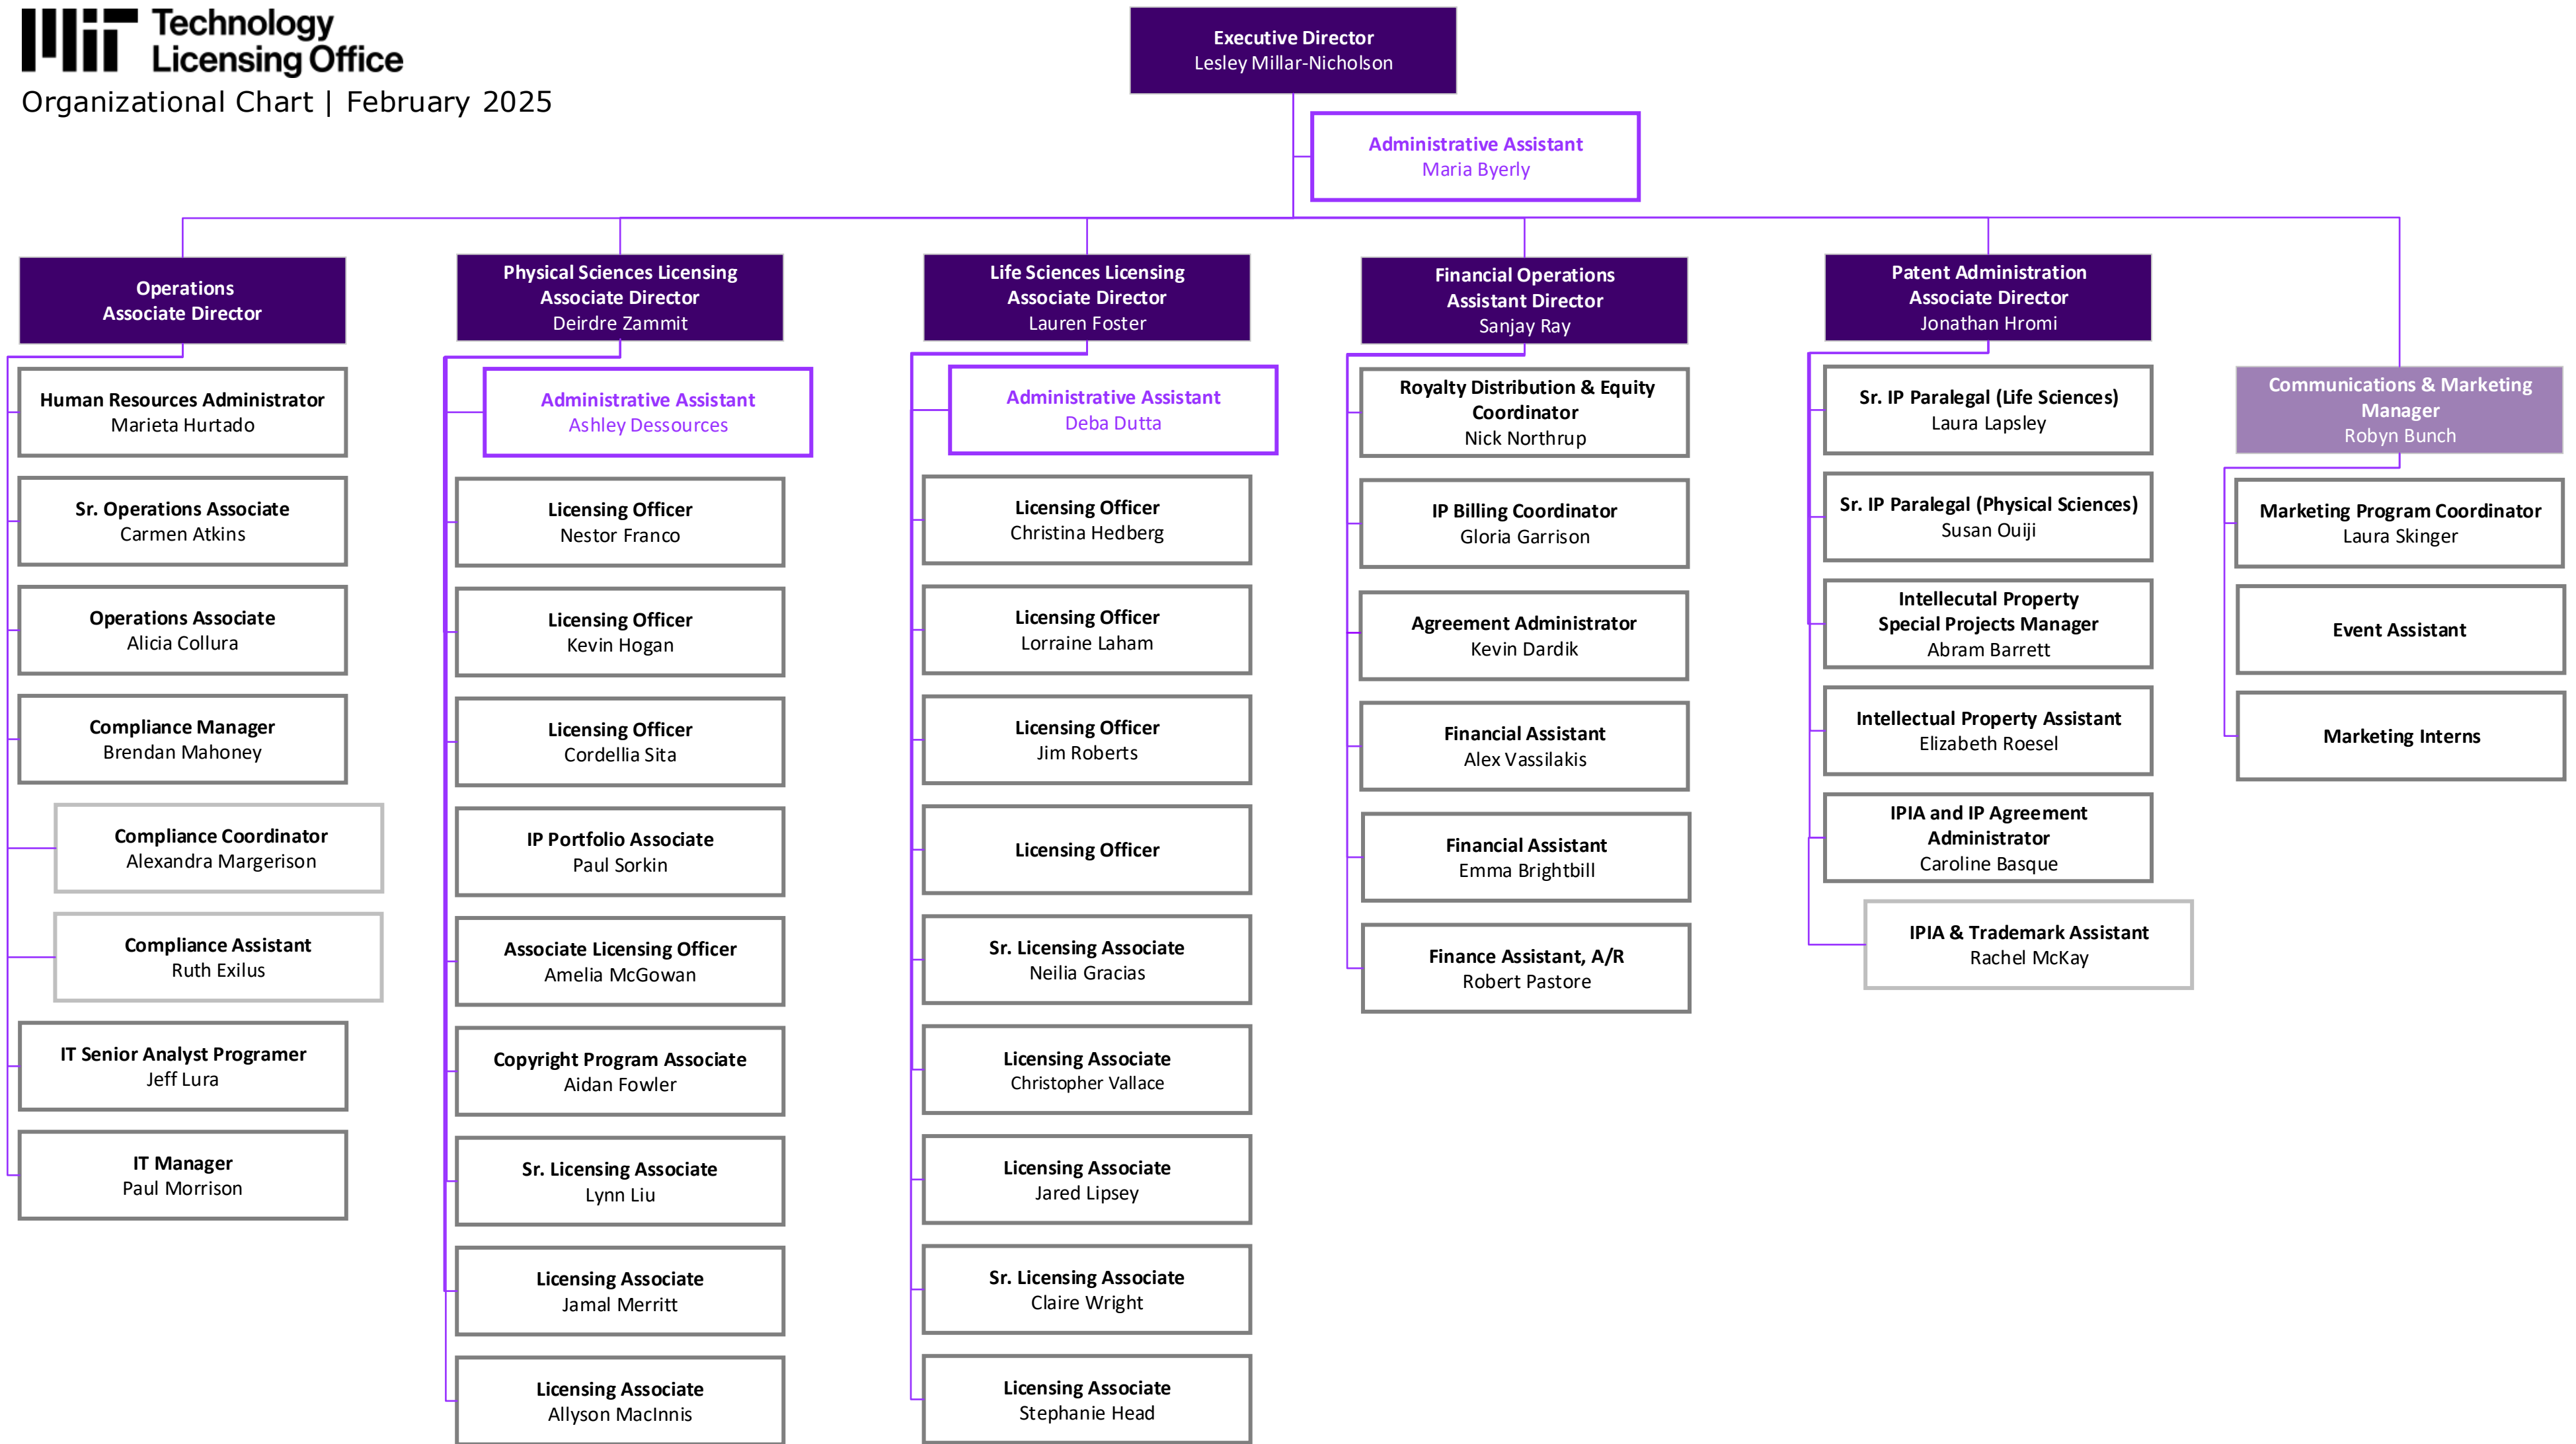 MIT Technology
Licensing Office
Organizational Chart | February 2025
Executive Director
Lesley Millar-Nicholson
Administrative Assistant
Maria Byerly
Operations
Associate Director
Human Resources Administrator
Marieta Hurtado
Sr. Operations Associate
Carmen Atkins
Operations Associate
Alicia Collura
Compliance Manager
Brendan Mahoney
Compliance Coordinator
Alexandra Margerison
Compliance Assistant
Ruth Exilus
IT Senior Analyst Programer
Jeff Lura
IT Manager
Paul Morrison
Physical Sciences Licensing
Associate Director
Deirdre Zammit
Administrative Assistant
Ashley Dessources
Licensing Officer
Nestor Franco
Licensing Officer
Kevin Hogan
Licensing Officer
Cordellia Sita
IP Portfolio Associate
Paul Sorkin
Associate Licensing Officer
Amelia McGowan
Copyright Program Associate
Aidan Fowler
Sr. Licensing Associate
Lynn Liu
Licensing Associate
Jamal Merritt
Licensing Associate
Allyson MacInnis
Life Sciences Licensing
Associate Director
Lauren Foster
Administrative Assistant
Deba Dutta
Licensing Officer
Christina Hedberg
Licensing Officer
Lorraine Laham
Licensing Officer
Jim Roberts
Licensing Officer
Sr. Licensing Associate
Neilia Gracias
Licensing Associate
Christopher Vallace
Licensing Associate
Jared Lipsey
Sr. Licensing Associate
Claire Wright
Licensing Associate
Stephanie Head
Financial Operations
Assistant Director
Sanjay Ray
Royalty Distribution & Equity
Coordinator
Nick Northrup
IP Billing Coordinator
Gloria Garrison
Agreement Administrator
Kevin Dardik
Financial Assistant
Alex Vassilakis
Financial Assistant
Emma Brightbill
Finance Assistant, A/R
Robert Pastore
Patent Administration
Associate Director
Jonathan Hromi
Sr. IP Paralegal (Life Sciences)
Laura Lapsley
Sr. IP Paralegal (Physical Sciences)
Susan Ouiji
Intellecutal Property
Special Projects Manager
Abram Barrett
Intellectual Property Assistant
Elizabeth Roesel
IPIA and IP Agreement
Administrator
Caroline Basque
IPIA & Trademark Assistant
Rachel McKay
Communications & Marketing
Manager
Robyn Bunch
Marketing Program Coordinator
Laura Skinger
Event Assistant
Marketing Interns